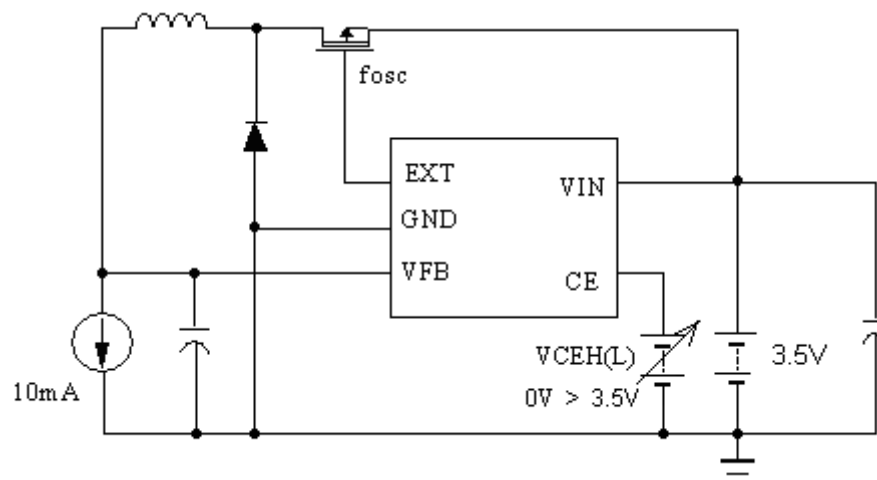 fosc
EXT
VIN
GND
VFB
CE
VCEH(L)
3.5V
10mA
0V > 3.5V